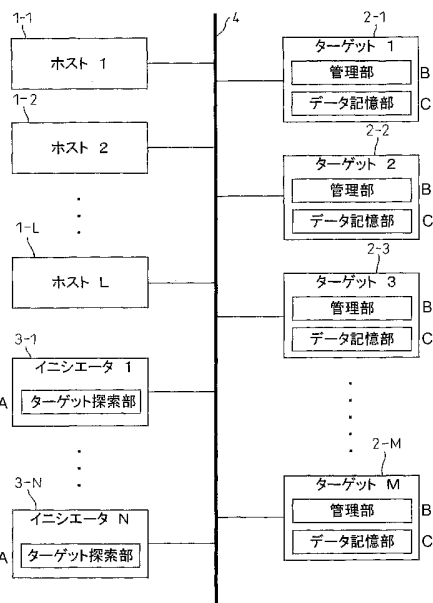 1-1
ホスト 1
1-2
ホスト 2
1-L
ホスト L
3-1
イニシエータ 1
A
ターゲット探索部
3-N
イニシエータ N
A
ターゲット探索部
4
2-1
ターゲット 1
管理部
B
データ記憶部
C
2-2
ターゲット 2
管理部
B
データ記憶部
C
2-3
ターゲット 3
管理部
B
データ記憶部
C
2-M
ターゲット M
管理部
B
データ記憶部
C